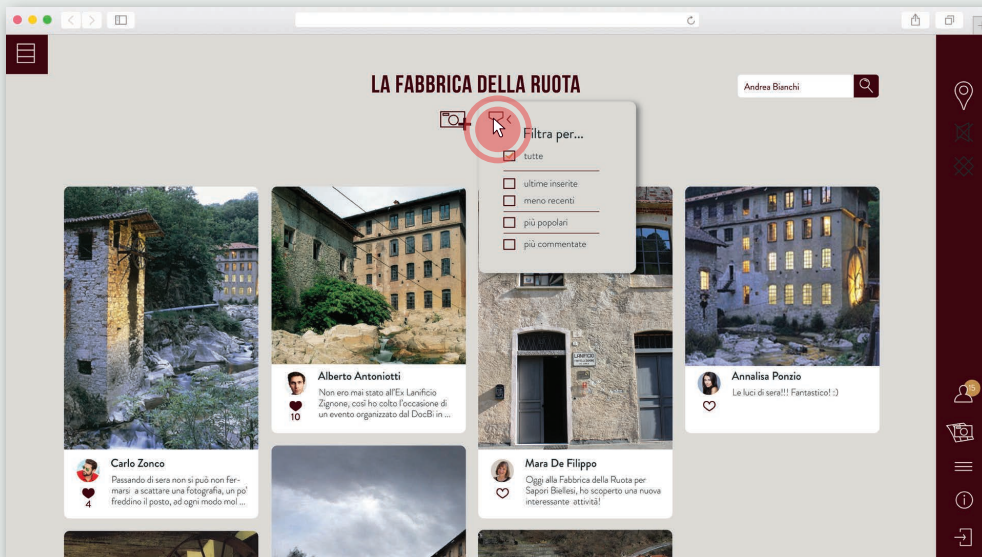 LA FABBRICA DELLA RUOTA
Andrea Bianchi
Filtra per...
tutte
ultime inserite
meno recenti
più popolari
più commentate
LANIFICIO
Alberto Antoniotti
Non ero mai stato all'Ex Lanificio
Zignone, così ho colto l'occasione di
un evento organizzato dal DocBi in ...
10
Annalisa Ponzio
Le luci di sera!!! Fantastico! :)
Carlo Zonco
Passando di sera non si può non fer-
marsi a scattare una fotografia, un po'
freddino il posto, ad ogni modo mol ...
4
Mara De Filippo
Oggi alla Fabbrica della Ruota per
Sapori Biellesi, ho scoperto una nuova
interessante attività!
15